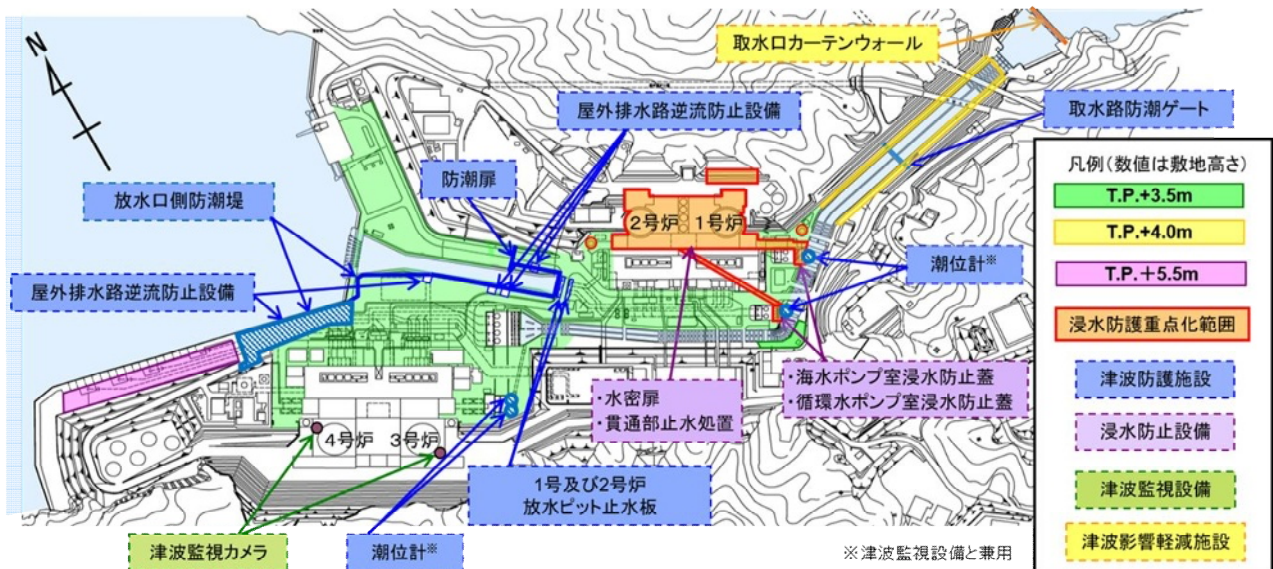 取水口カーテンウォール
N
屋外排水路逆流防止設備
取水路防潮ゲート
防潮扉
放水口側防潮堤
2号炉
1号炉
潮位計※
屋外排水路逆流防止設備
・水密扉
・貫通部止水処置
・海水ポンプ室浸水防止蓋
・循環水ポンプ室浸水防止蓋
4号炉
3号炉
1号及び2号炉
放水ピット止水板
津波監視カメラ
潮位計※
※津波監視設備と兼用
凡例(数値は敷地高さ)
T.P.+3.5m
T.P.+4.0m
T.P.+5.5m
浸水防護重点化範囲
津波防護施設
浸水防止設備
津波監視設備
津波影響軽減施設